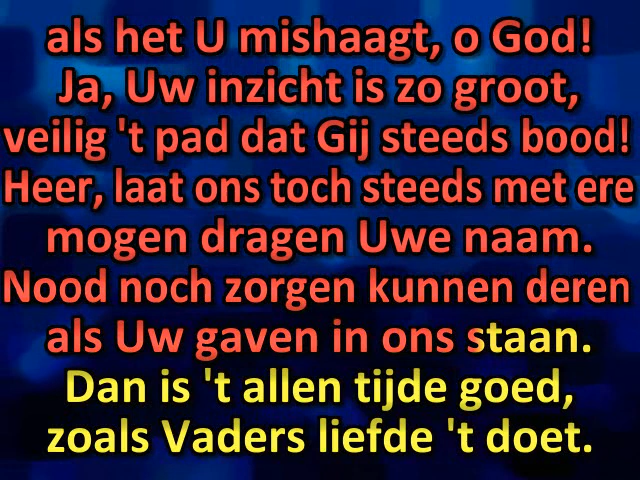 als het U mishaagt, o God!
Ja, Uw inzicht is zo groot,
veilig 't pad dat Gij steeds bood!
Heer, laat ons toch steeds met ere
mogen dragen Uwe naam.
Nood noch zorgen kunnen deren
als Uw gaven in ons staan.
Dan is 't allen tijde goed,
zoals Vaders liefde 't doet.